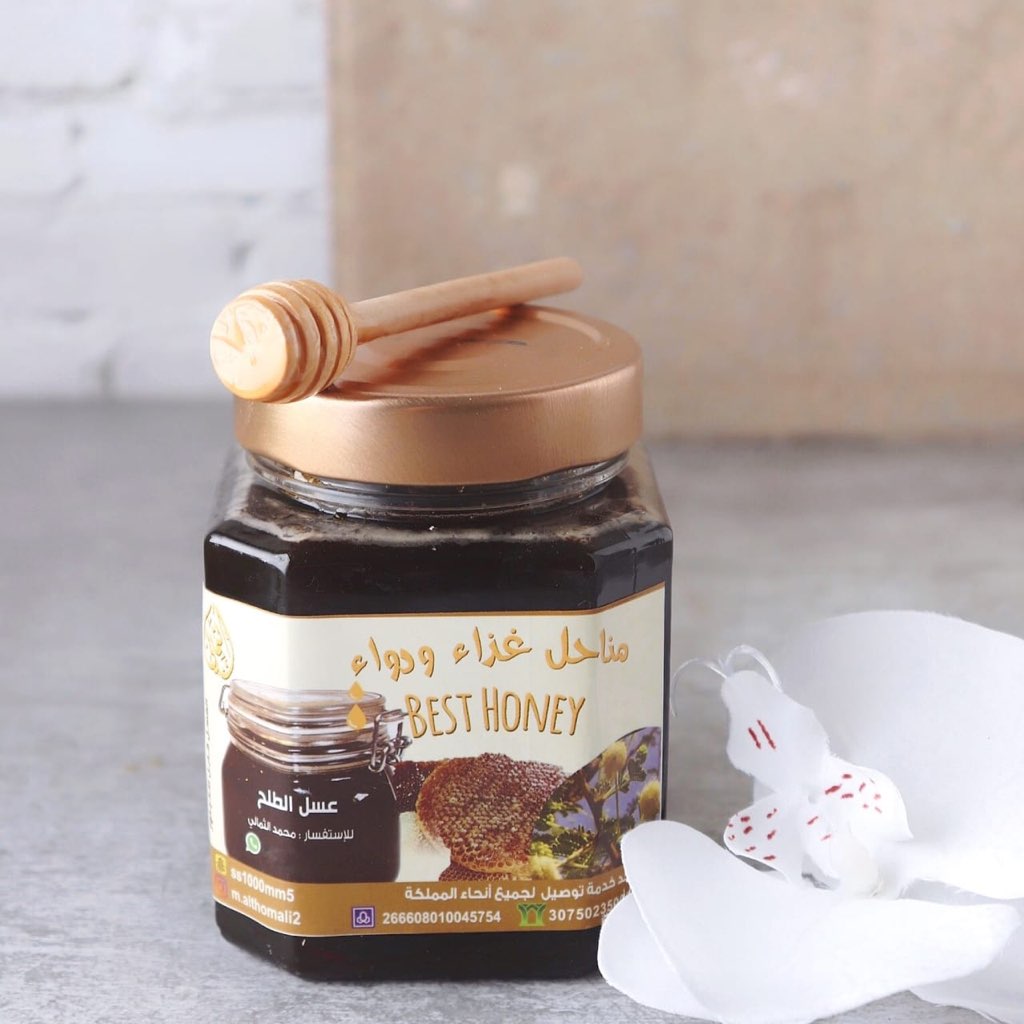 مناحل غذاء ودواء
BEST HONEY
عسل الطلح
للإستفسار : محمد الثمالي
ss1000mm5
m.althomali2
خدمة توصيل لجميع أنحاء المملكة
266608010045754